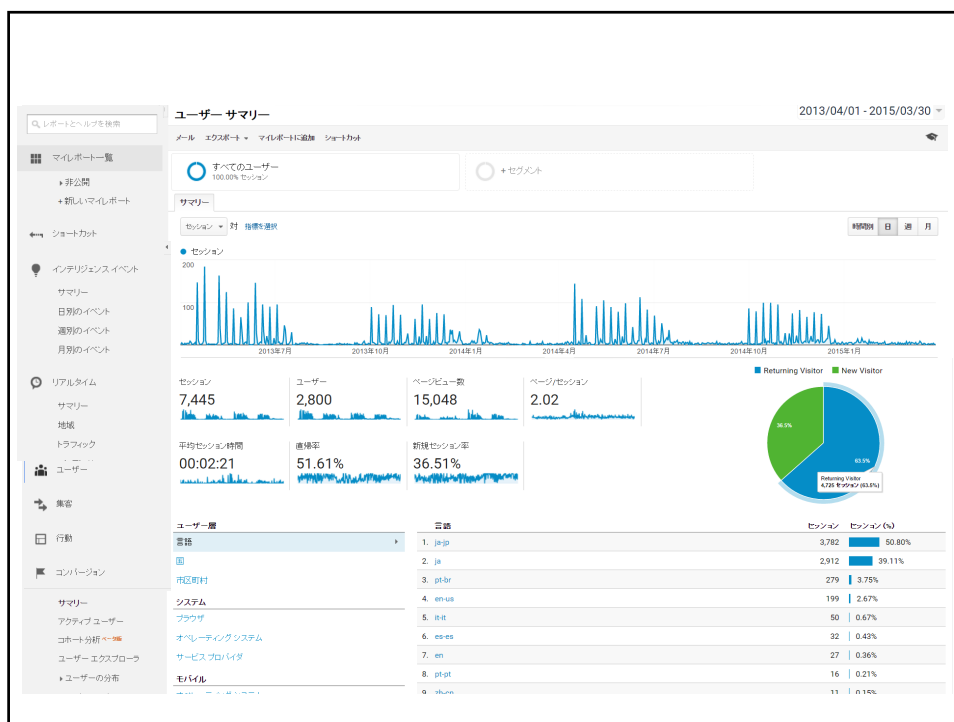 レポートとヘルプを検索
マイレポート一覧
非公開
+新しいマイレポート
ショートカット
インテリジェンス イベント
サマリー
日別のイベント
週別のイベント
月別のイベント
リアルタイム
サマリー
地域
トラフィック
ユーザー
集客
行動
コンバージョン
サマリー
アクティブ ユーザー
コホート分析 ベータ版
ユーザー エクスプローラ
ユーザーの分布
ユーザー サマリー
2013/04/01 - 2015/03/30
メール エクスポート マイレポートに追加 ショートカット
すべてのユーザー
100.00% セッション
+ セグメント
サマリー
セッション 対 指標を選択
時間別 日 週 月
セッション
200
100
2013年7月 2013年10月 2014年1月 2014年4月 2014年7月 2014年10月 2015年1月
セッション ユーザー ページビュー数 ページ/セッション
7,445 2,800 15,048 2.02
平均セッション時間 直帰率 新規セッション率
00:02:21 51.61% 36.51%
Returning Visitor New Visitor
36.5%
63.5%
Returning Visitor
4,725 セッション (63.5%)
ユーザー層
言語
国
市区町村
システム
ブラウザ
オペレーティング システム
サービス プロバイダ
モバイル
言語 セッション セッション (%)
1. ja-jp 3,782 50.80%
2. ja 2,912 39.11%
3. pt-br 279 3.75%
4. en-us 199 2.67%
5. it-it 50 0.67%
6. es-es 32 0.43%
7. en 27 0.36%
8. pt-pt 16 0.21%
9. zh-cn 11 0.15%